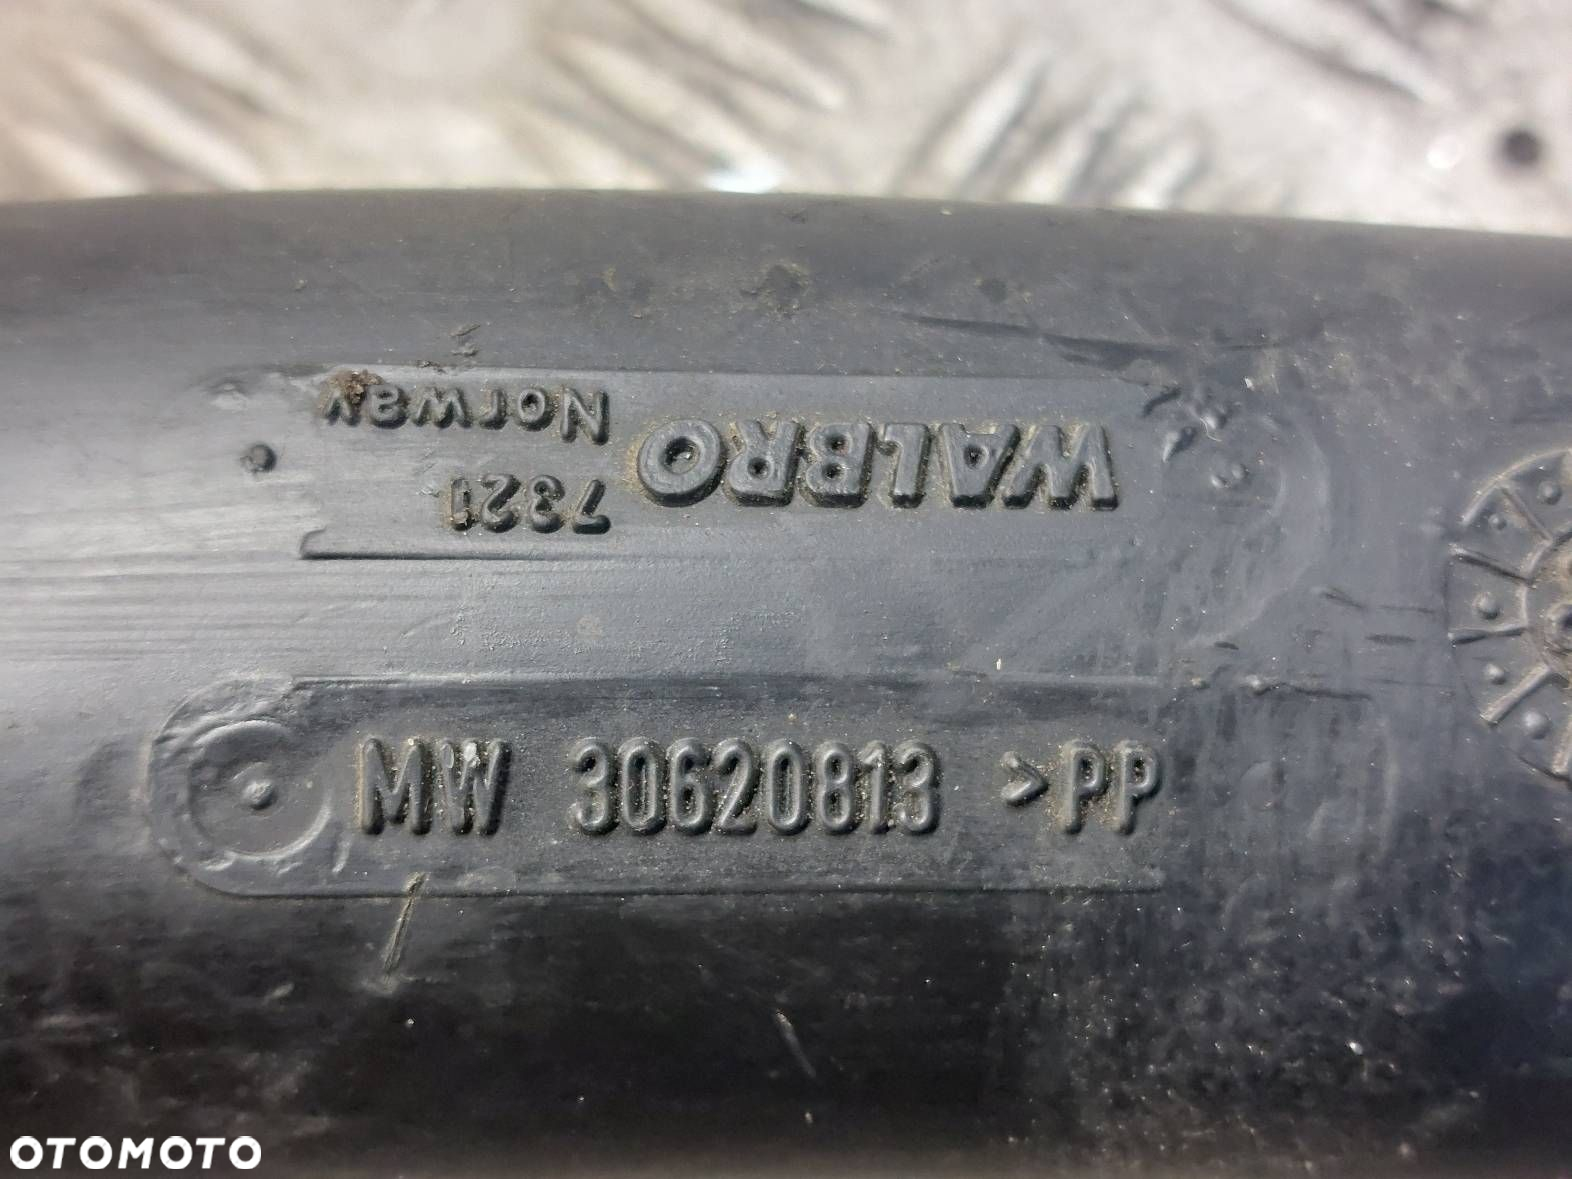 WALBRO
7321
Norway
MW 30620813 >PP
OTOMOTO